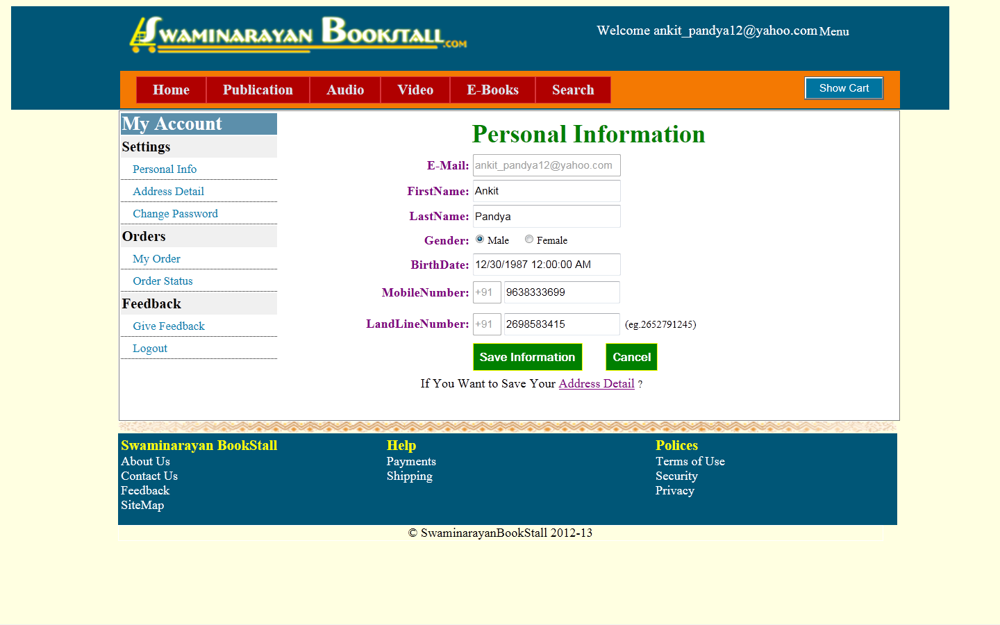 Swaminarayan Bookstall.com
Welcome ankit_pandya12@yahoo.com Menu
Home Publication Audio Video E-Books Search Show Cart
My Account
Settings
Personal Info
Address Detail
Change Password
Orders
My Order
Order Status
Feedback
Give Feedback
Logout
Personal Information
E-Mail: ankit_pandya12@yahoo.com
FirstName: Ankit
LastName: Pandya
Gender: Male Female
BirthDate: 12/30/1987 12:00:00 AM
MobileNumber: +91 9638333699
LandLineNumber: +91 2698583415 (eg.2652791245)
Save Information Cancel
If You Want to Save Your Address Detail ?
Swaminarayan BookStall
About Us
Contact Us
Feedback
SiteMap
Help
Payments
Shipping
Polices
Terms of Use
Security
Privacy
© SwaminarayanBookStall 2012-13